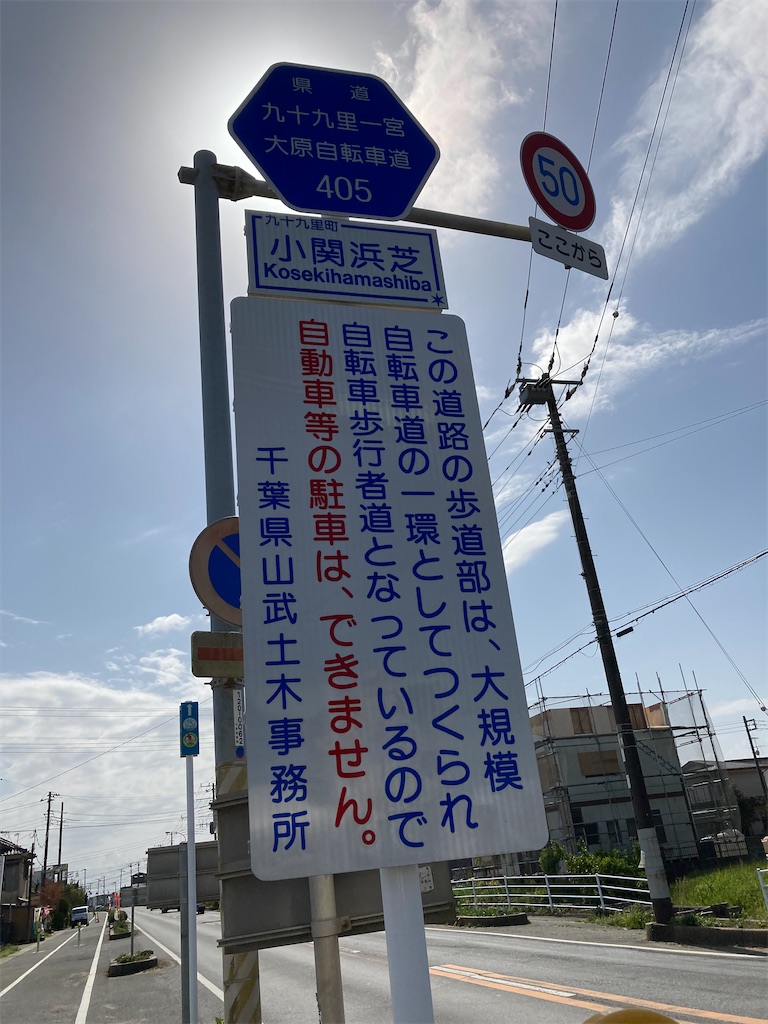 県道
九十九里一宮
大原自転車道
405
50
ここから
九十九里町
小関浜芝
Kosekihamashiba
この道路の歩道部は、大規模
自転車道の一環としてつくられ
自転車歩行者道となっているので
自動車等の駐車は、できません。
千葉県山武土木事務所